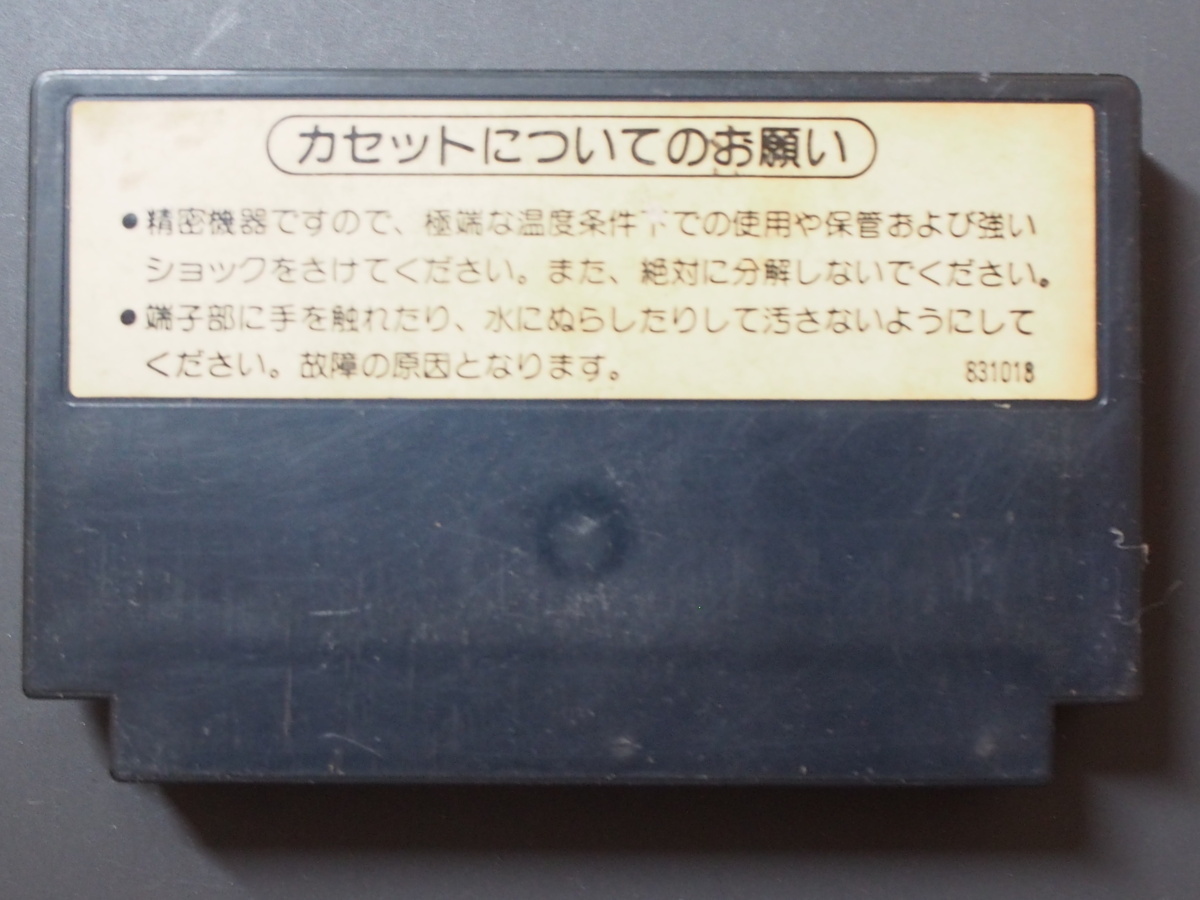 カセットについてのお願い
●精密機器ですので、極端な温度条件下での使用や保管および強い
ショックをさけてください。また、絶対に分解しないでください。
●端子部に手を触れたり、水にぬらしたりして汚さないようにして
ください。故障の原因となります。
831018